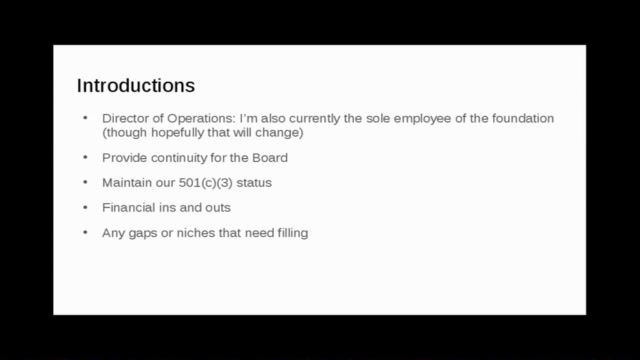 Introductions
• Director of Operations: I'm also currently the sole employee of the foundation
(though hopefully that will change)
• Provide continuity for the Board
• Maintain our 501(c)(3) status
• Financial ins and outs
• Any gaps or niches that need filling